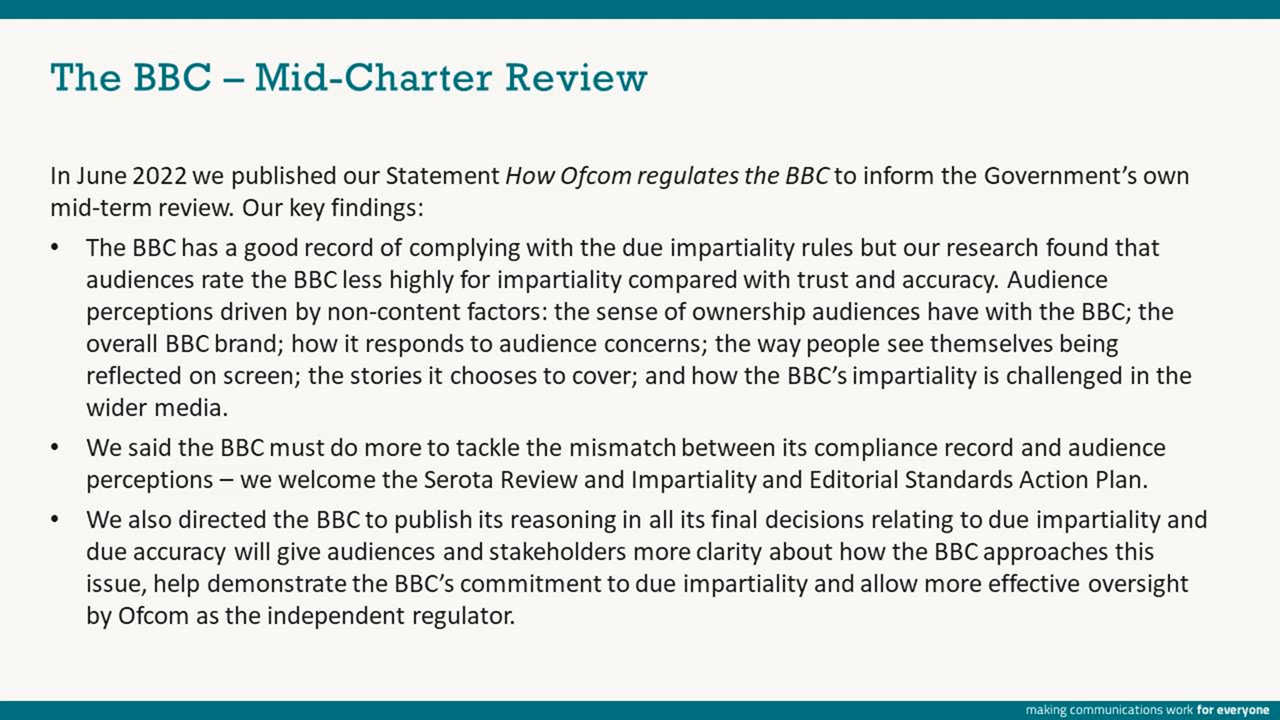 The BBC – Mid-Charter Review
In June 2022 we published our Statement How Ofcom regulates the BBC to inform the Government’s own
mid-term review. Our key findings:
• The BBC has a good record of complying with the due impartiality rules but our research found that
audiences rate the BBC less highly for impartiality compared with trust and accuracy. Audience
perceptions driven by non-content factors: the sense of ownership audiences have with the BBC; the
overall BBC brand; how it responds to audience concerns; the way people see themselves being
reflected on screen; the stories it chooses to cover; and how the BBC’s impartiality is challenged in the
wider media.
• We said the BBC must do more to tackle the mismatch between its compliance record and audience
perceptions – we welcome the Serota Review and Impartiality and Editorial Standards Action Plan.
• We also directed the BBC to publish its reasoning in all its final decisions relating to due impartiality and
due accuracy will give audiences and stakeholders more clarity about how the BBC approaches this
issue, help demonstrate the BBC’s commitment to due impartiality and allow more effective oversight
by Ofcom as the independent regulator.
making communications work for everyone